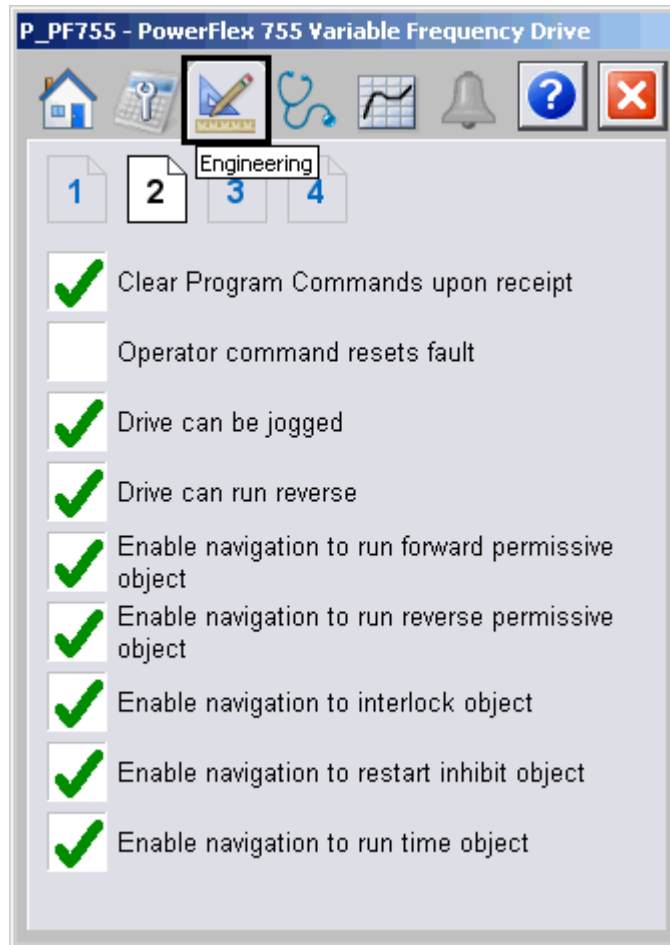 P_PF755 - PowerFlex 755 Variable Frequency Drive
?
Engineering
1 2 3 4
Clear Program Commands upon receipt
Operator command resets fault
Drive can be jogged
Drive can run reverse
Enable navigation to run forward permissive
object
Enable navigation to run reverse permissive
object
Enable navigation to interlock object
Enable navigation to restart inhibit object
Enable navigation to run time object